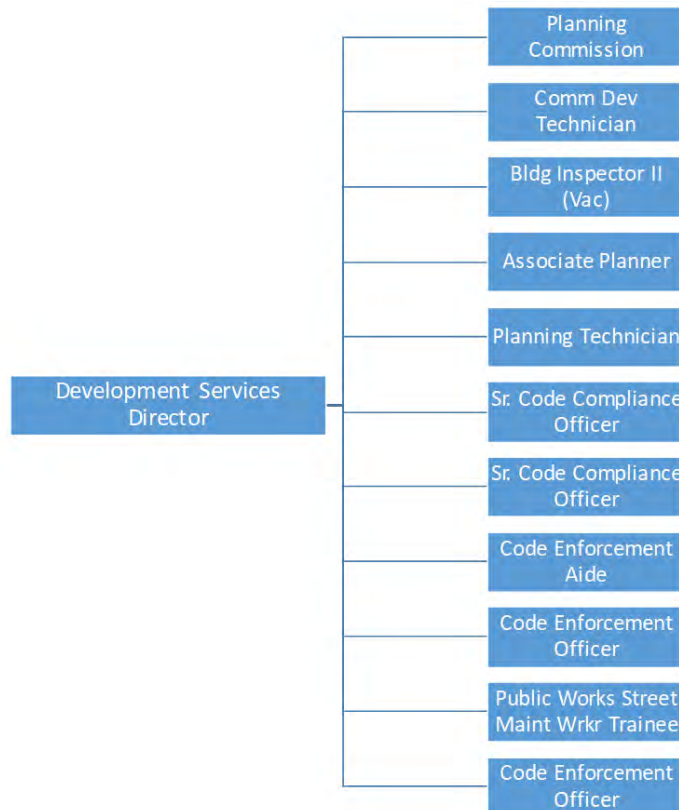 Planning
Commission
Comm Dev
Technician
Bldg Inspector II
(Vac)
Associate Planner
Planning Technician
Development Services
Director
Sr. Code Compliance
Officer
Sr. Code Compliance
Officer
Code Enforcement
Aide
Code Enforcement
Officer
Public Works Street
Maint Wrkr Trainee
Code Enforcement
Officer